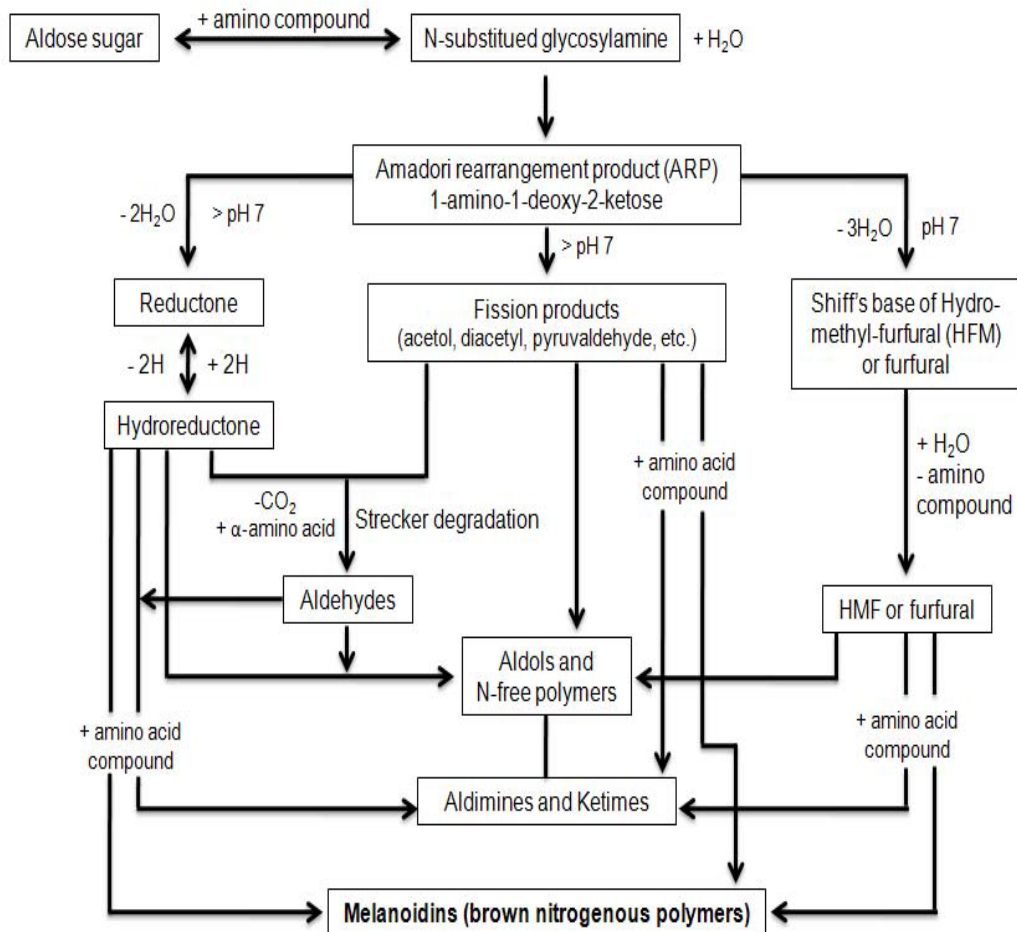 + amino compound
Aldose sugar
N-substitued glycosylamine
+ H₂O
Amadori rearrangement product (ARP)
1-amino-1-deoxy-2-ketose
- 2H₂O
> pH 7
> pH 7
- 3H₂O
pH 7
Reductone
Fission products
(acetol, diacetyl, pyruvaldehyde, etc.)
Shiff's base of Hydro-
methyl-furfural (HFM)
or furfural
- 2H
+ 2H
Hydroreductone
+ amino acid
compound
+ H₂O
- amino
compound
-CO₂
+ α-amino acid
Strecker degradation
Aldehydes
HMF or furfural
Aldols and
N-free polymers
+ amino acid
compound
+ amino acid
compound
Aldimines and Ketimes
Melanoidins (brown nitrogenous polymers)